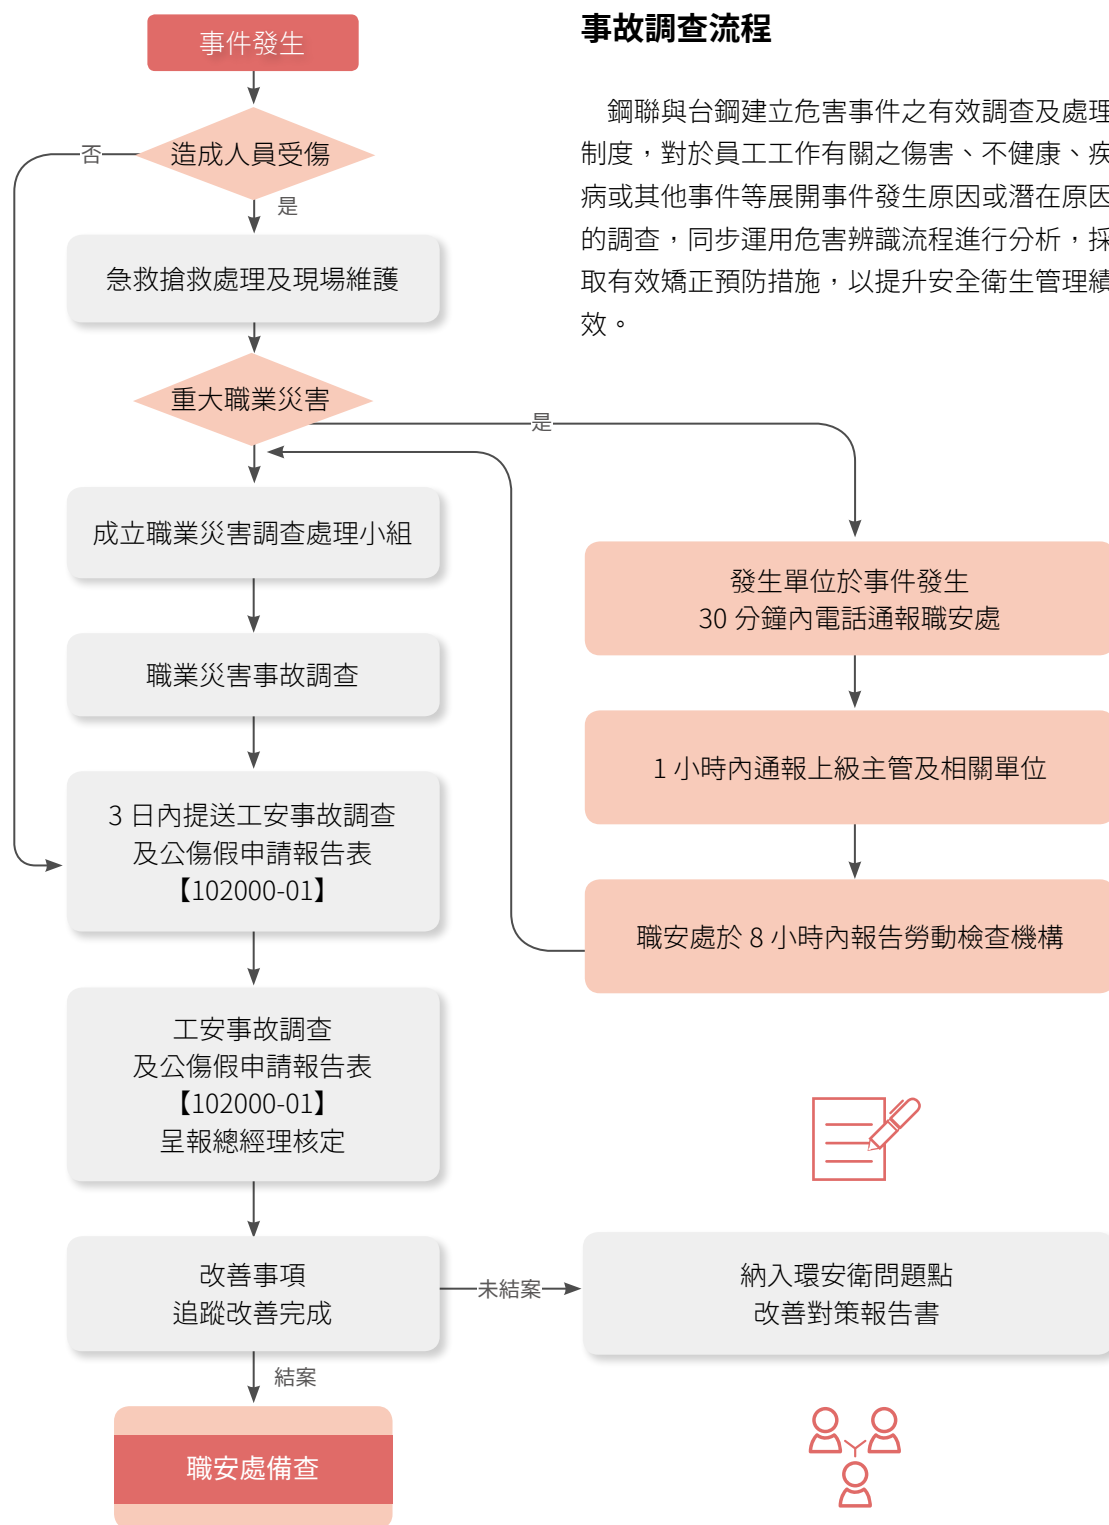 事件發生
事故調查流程
鋼聯與台鋼建立危害事件之有效調查及處理
制度，對於員工工作有關之傷害、不健康、疾
病或其他事件等展開事件發生原因或潛在原因
的調查，同步運用危害辨識流程進行分析，採
取有效矯正預防措施，以提升安全衛生管理績
效。
造成人員受傷
否
是
急救搶救處理及現場維護
重大職業災害
是
成立職業災害調查處理小組
職業災害事故調查
3 日內提送工安事故調查
及公傷假申請報告表
【102000-01】
發生單位於事件發生
30 分鐘內電話通報職安處
1 小時內通報上級主管及相關單位
職安處於 8 小時內報告勞動檢查機構
工安事故調查
及公傷假申請報告表
【102000-01】
呈報總經理核定
改善事項
追蹤改善完成
未結案
納入環安衛問題點
改善對策報告書
結案
職安處備查